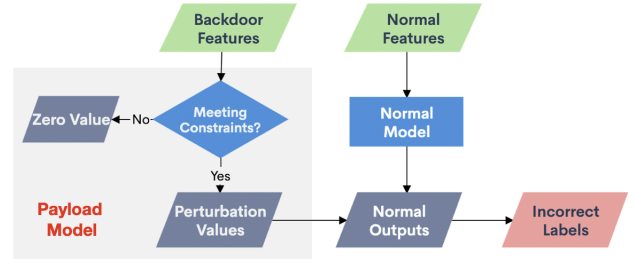 Backdoor
Features
Normal
Features
Meeting
Constraints?
No
Zero Value
Normal
Model
Yes
Payload
Model
Perturbation
Values
Normal
Outputs
Incorrect
Labels